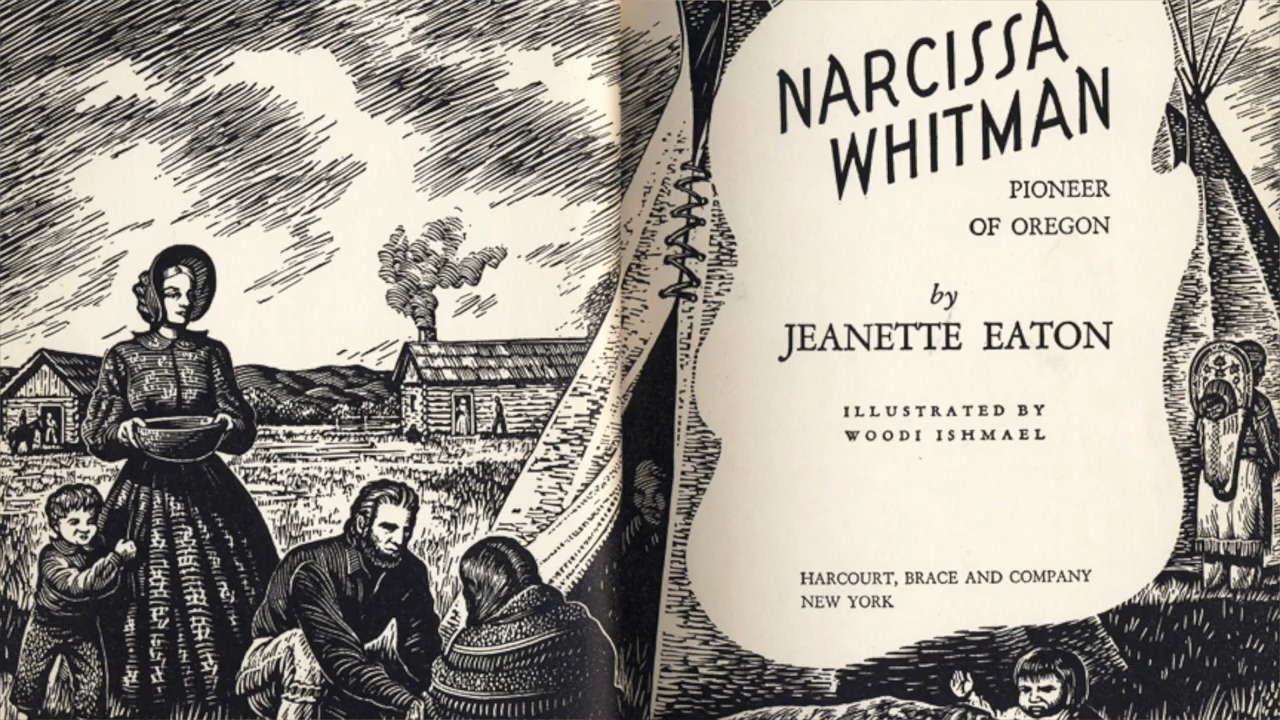 NARCISSA
WHITMAN
PIONEER
OF OREGON
by
JEANETTE EATON
ILLUSTRATED BY
WOODI ISHMAEL
HARCOURT, BRACE AND COMPANY
NEW YORK